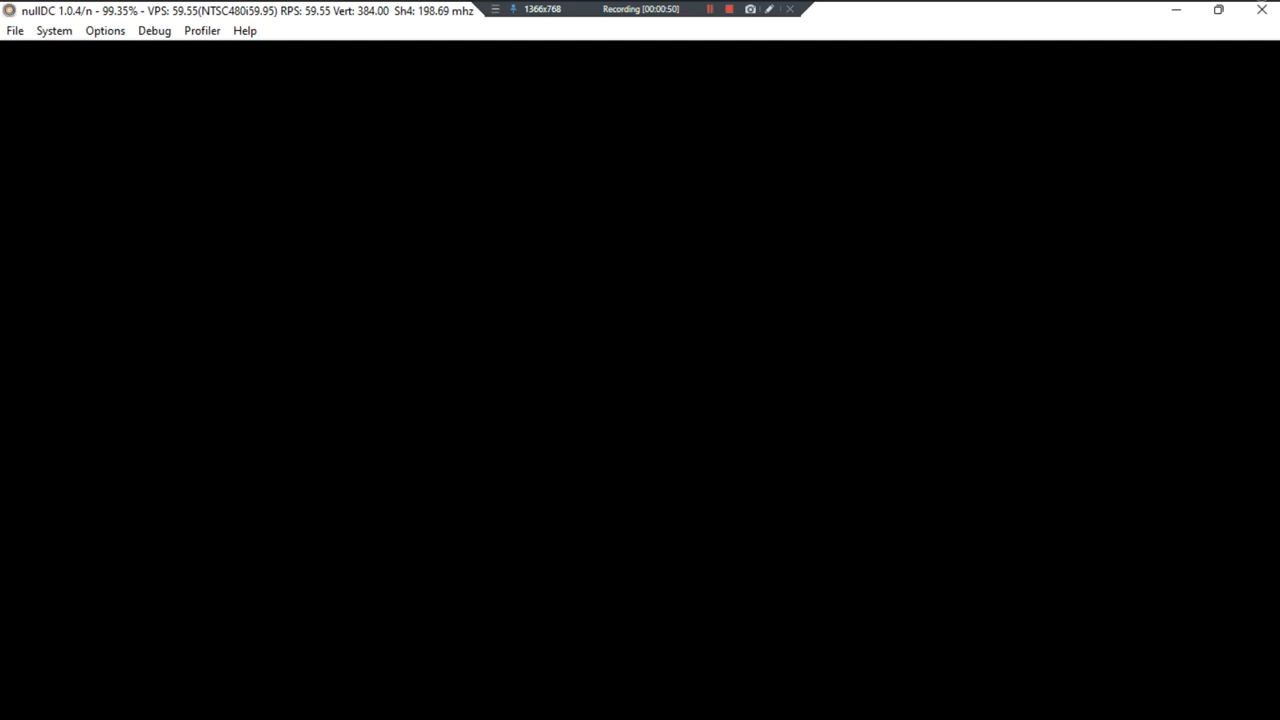 nullDC 1.0.4/n - 99.35% - VPS: 59.55(NTSC480i59.95) RPS: 59.55 Vert: 384.00 Sh4: 198.69 mhz
1366x768
Recording [00:00:50]
File System Options Debug Profiler Help